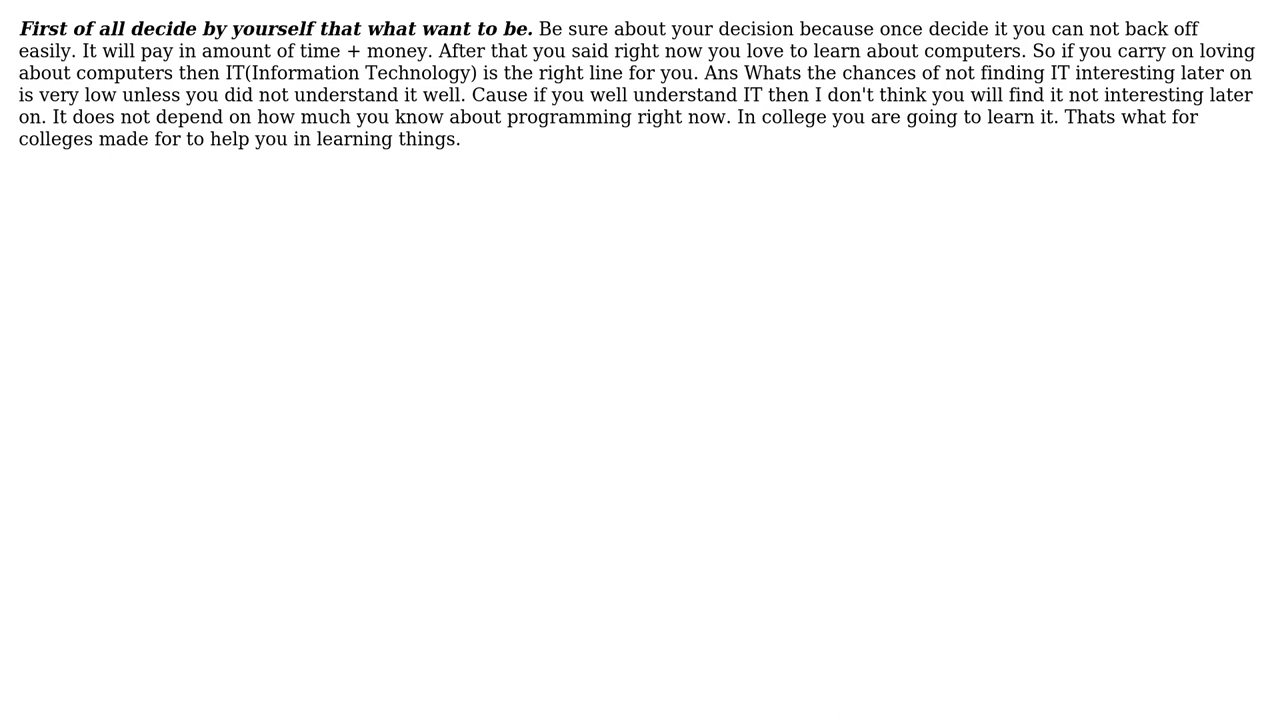 First of all decide by yourself that what want to be. Be sure about your decision because once decide it you can not back off
easily. It will pay in amount of time + money. After that you said right now you love to learn about computers. So if you carry on loving
about computers then IT(Information Technology) is the right line for you. Ans Whats the chances of not finding IT interesting later on
is very low unless you did not understand it well. Cause if you well understand IT then I don't think you will find it not interesting later
on. It does not depend on how much you know about programming right now. In college you are going to learn it. Thats what for
colleges made for to help you in learning things.